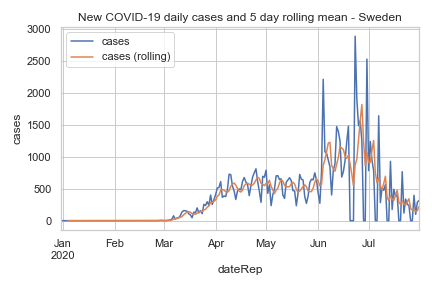 New COVID-19 daily cases and 5 day rolling mean - Sweden
cases
cases (rolling)
3000
2500
2000
1500
1000
500
0
cases
Jan
2020
Feb
Mar
Apr
May
Jun
Jul
dateRep